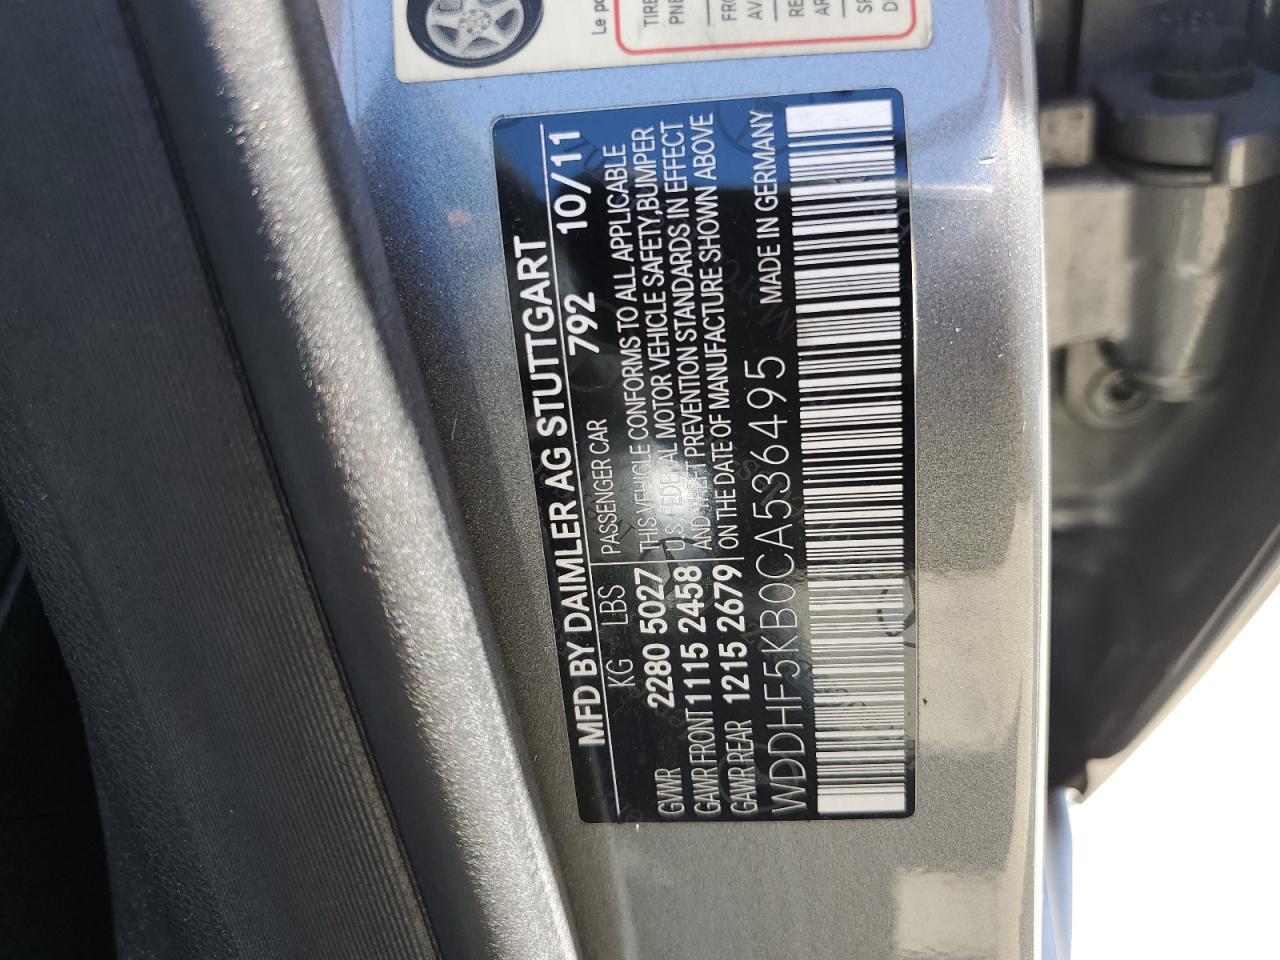 MFD BY DAIMLER AG STUTTGART 10/11
KG LBS PASSENGER CAR 792
GVWR 2280 5027 THIS VEHICLE CONFORMS TO ALL APPLICABLE
GAWR FRONT 1115 2458 U.S. FEDERAL MOTOR VEHICLE SAFETY, BUMPER
GAWR REAR 1215 2679 AND THEFT PREVENTION STANDARDS IN EFFECT
ON THE DATE OF MANUFACTURE SHOWN ABOVE
WDDHF5KB0CA536495 MADE IN GERMANY
Le
TIRE